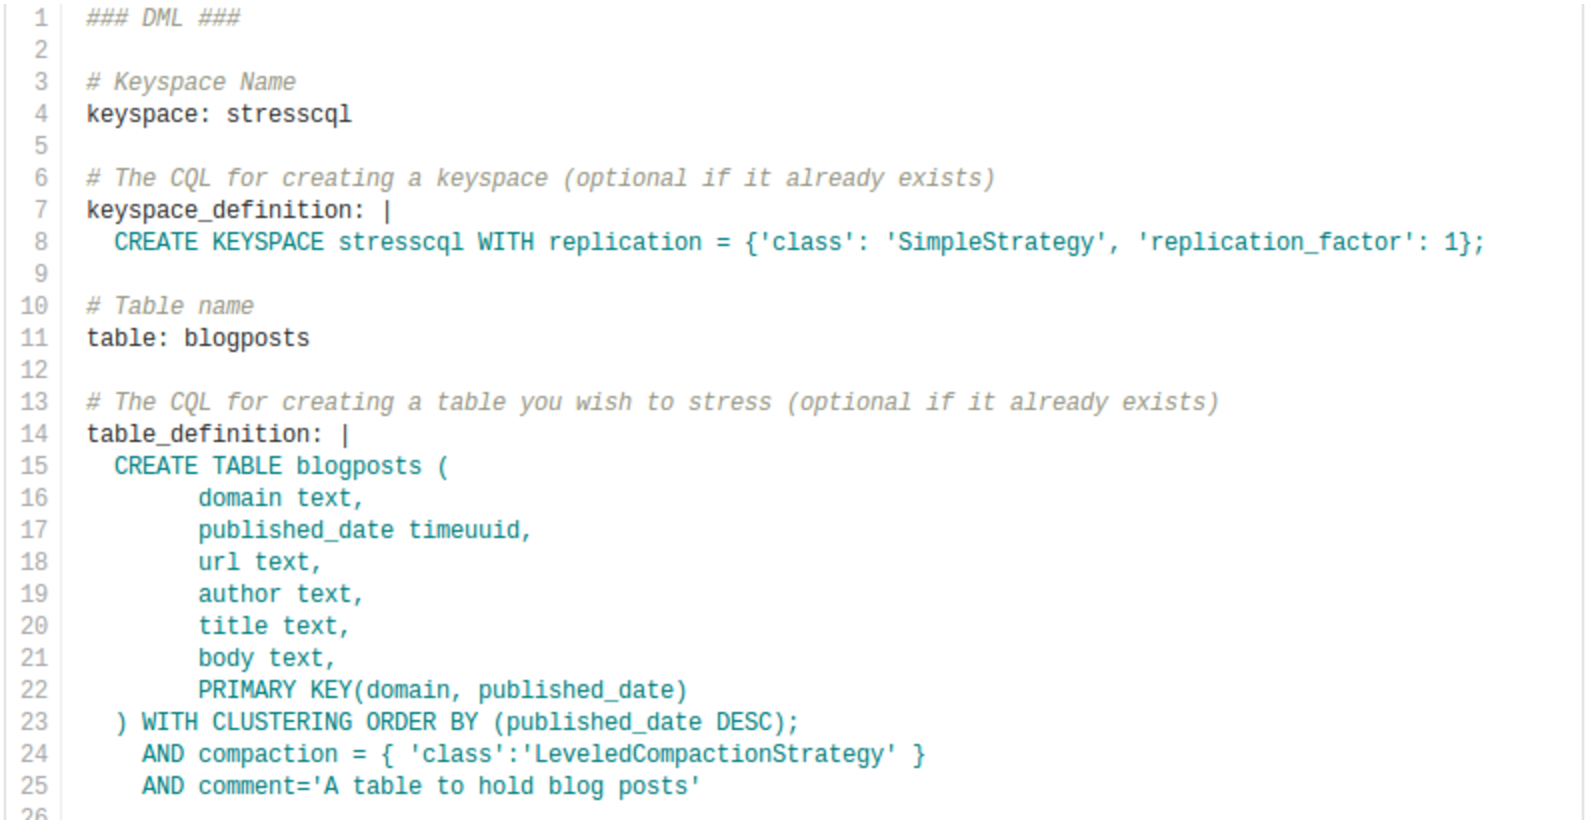 1 ### DML ###
2
3 # Keyspace Name
4 keyspace: stresscql
5
6 # The CQL for creating a keyspace (optional if it already exists)
7 keyspace_definition: |
8   CREATE KEYSPACE stresscql WITH replication = {'class': 'SimpleStrategy', 'replication_factor': 1};
9
10 # Table name
11 table: blogposts
12
13 # The CQL for creating a table you wish to stress (optional if it already exists)
14 table_definition: |
15   CREATE TABLE blogposts (
16         domain text,
17         published_date timeuuid,
18         url text,
19         author text,
20         title text,
21         body text,
22         PRIMARY KEY(domain, published_date)
23   ) WITH CLUSTERING ORDER BY (published_date DESC);
24     AND compaction = { 'class':'LeveledCompactionStrategy' }
25     AND comment='A table to hold blog posts'
26